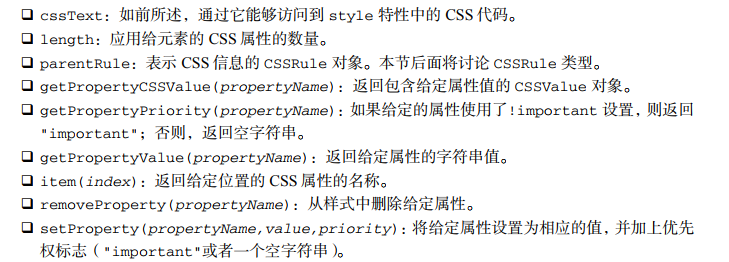 ❑ cssText：如前所述，通过它能够访问到 style 特性中的 CSS 代码。
❑ length：应用给元素的 CSS 属性的数量。
❑ parentRule：表示 CSS 信息的 CSSRule 对象。本节后面将讨论 CSSRule 类型。
❑ getPropertyCSSValue(propertyName)：返回包含给定属性值的 CSSValue 对象。
❑ getPropertyPriority(propertyName)：如果给定的属性使用了!important 设置，则返回
"important"；否则，返回空字符串。
❑ getPropertyValue(propertyName)：返回给定属性的字符串值。
❑ item(index)：返回给定位置的 CSS 属性的名称。
❑ removeProperty(propertyName)：从样式中删除给定属性。
❑ setProperty(propertyName,value,priority)：将给定属性设置为相应的值，并加上优先
权标志（"important"或者一个空字符串）。